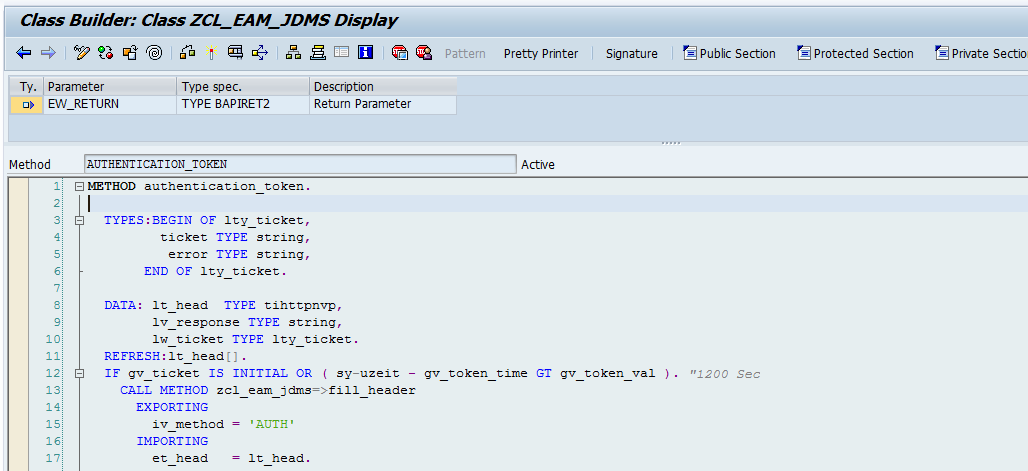 Class Builder: Class ZCL_EAM_JDMS Display
Pattern Pretty Printer Signature Public Section Protected Section Private Sectio
Ty. Parameter Type spec. Description
EW_RETURN TYPE BAPIRET2 Return Parameter
Method AUTHENTICATION_TOKEN Active
1 METHOD authentication_token.
2
3 TYPES:BEGIN OF lty_ticket,
4 ticket TYPE string,
5 error TYPE string,
6 END OF lty_ticket.
7
8 DATA: lt_head TYPE tihttpnvp,
9 lv_response TYPE string,
10 lw_ticket TYPE lty_ticket.
11 REFRESH:lt_head[].
12 IF gv_ticket IS INITIAL OR ( sy-uzeit - gv_token_time GT gv_token_val ). "1200 Sec
13 CALL METHOD zcl_eam_jdms=>fill_header
14 EXPORTING
15 iv_method = 'AUTH'
16 IMPORTING
17 et_head = lt_head.